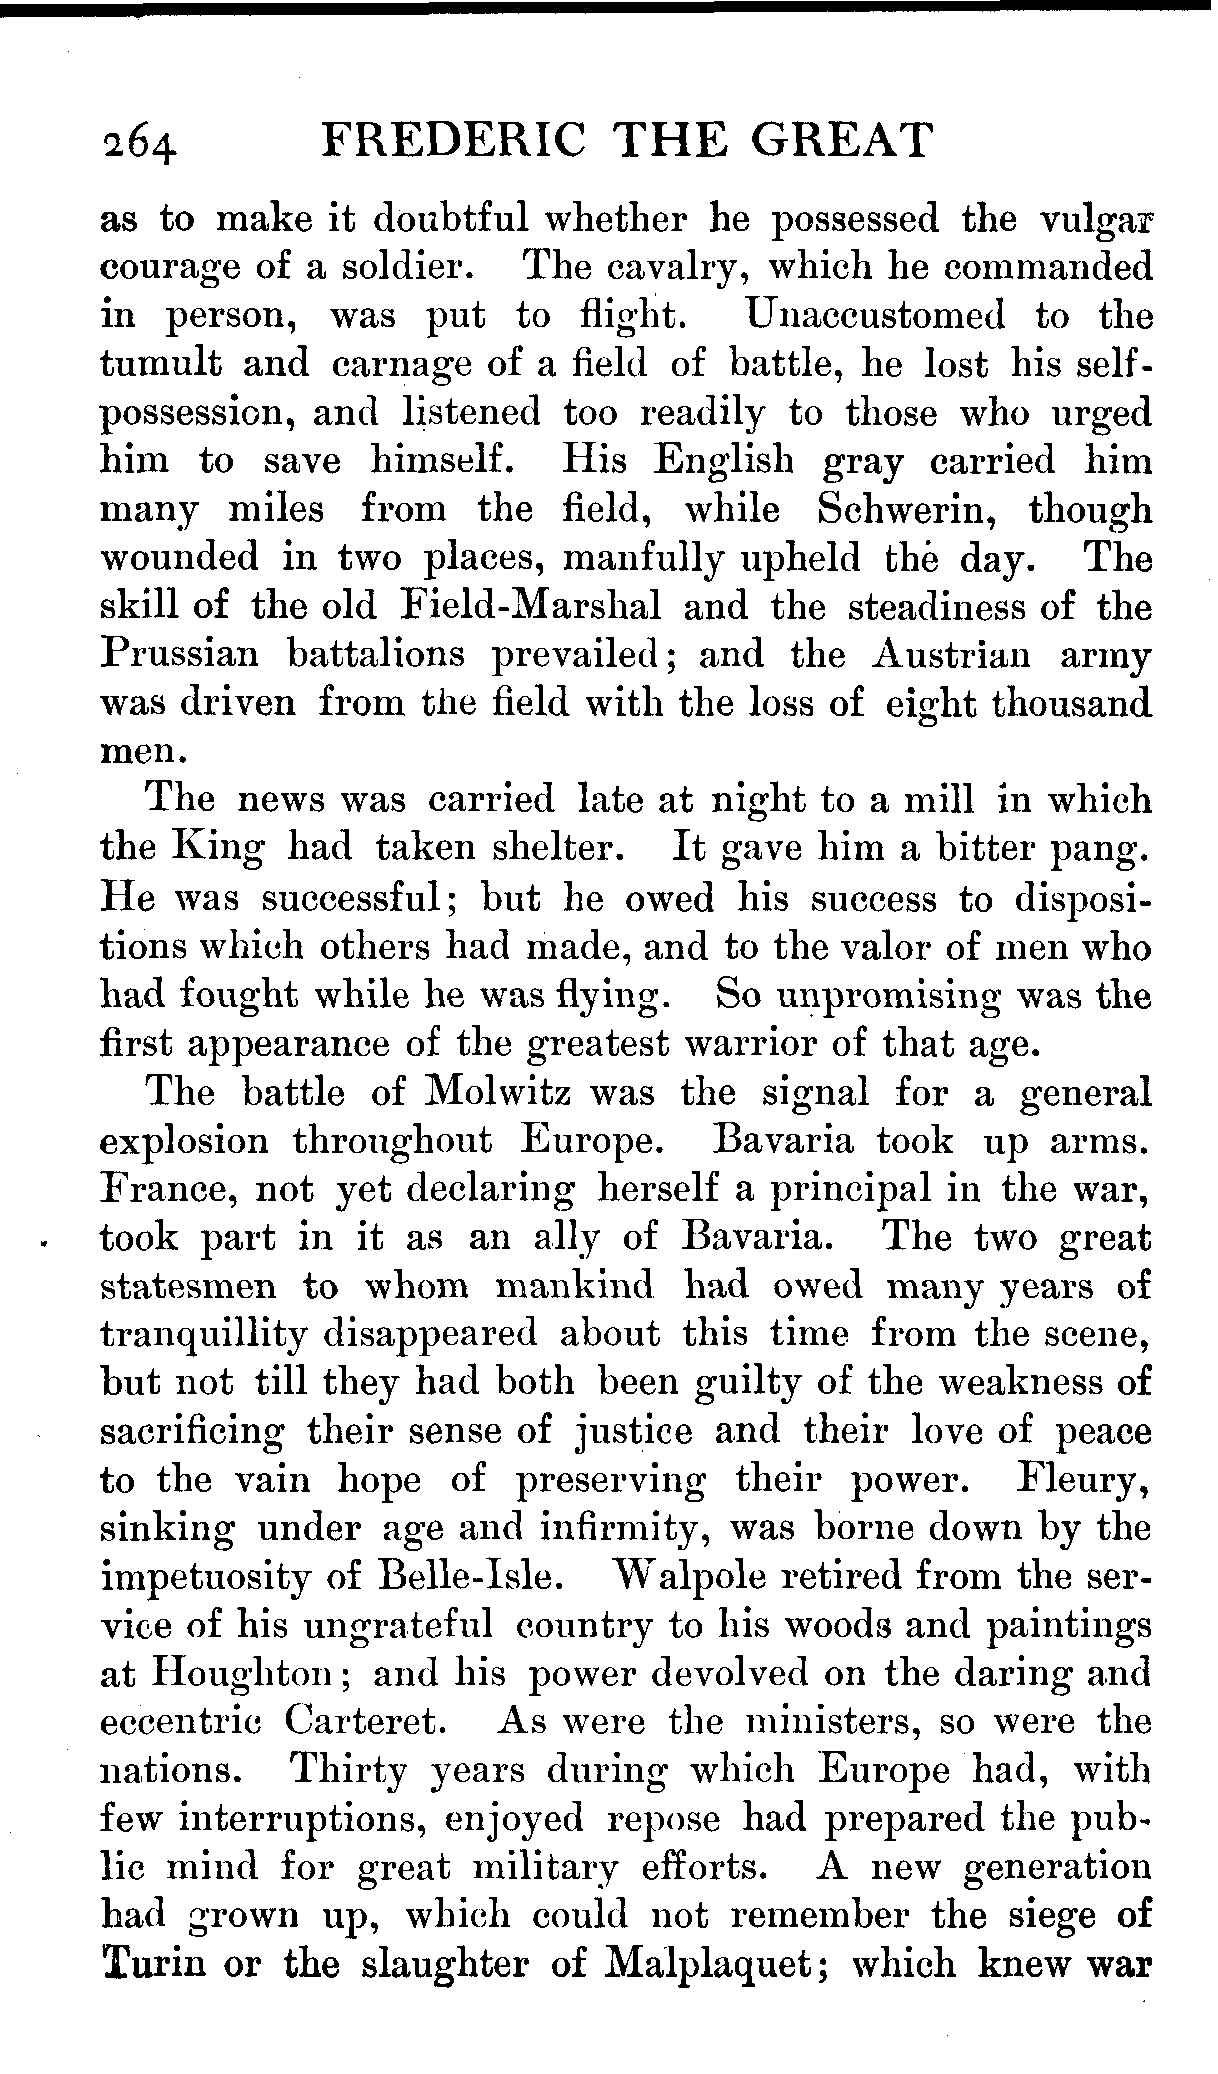 264 FREDERIC THE GREAT
as to make it doubtful whether he possessed the vulgar
courage of a soldier. The cavalry, which he commanded
in person, was put to flight. Unaccustomed to the
tumult and carnage of a field of battle, he lost his self-
possession, and listened too readily to those who urged
him to save himself. His English gray carried him
many miles from the field, while Schwerin, though
wounded in two places, manfully upheld the day. The
skill of the old Field-Marshal and the steadiness of the
Prussian battalions prevailed; and the Austrian army
was driven from the field with the loss of eight thousand
men.
The news was carried late at night to a mill in which
the King had taken shelter. It gave him a bitter pang.
He was successful; but he owed his success to disposi-
tions which others had made, and to the valor of men who
had fought while he was flying. So unpromising was the
first appearance of the greatest warrior of that age.
The battle of Molwitz was the signal for a general
explosion throughout Europe. Bavaria took up arms.
France, not yet declaring herself a principal in the war,
took part in it as an ally of Bavaria. The two great
statesmen to whom mankind had owed many years of
tranquillity disappeared about this time from the scene,
but not till they had both been guilty of the weakness of
sacrificing their sense of justice and their love of peace
to the vain hope of preserving their power. Fleury,
sinking under age and infirmity, was borne down by the
impetuosity of Belle-Isle. Walpole retired from the ser-
vice of his ungrateful country to his woods and paintings
at Houghton; and his power devolved on the daring and
eccentric Carteret. As were the ministers, so were the
nations. Thirty years during which Europe had, with
few interruptions, enjoyed repose had prepared the pub-
lic mind for great military efforts. A new generation
had grown up, which could not remember the siege of
Turin or the slaughter of Malplaquet; which knew war